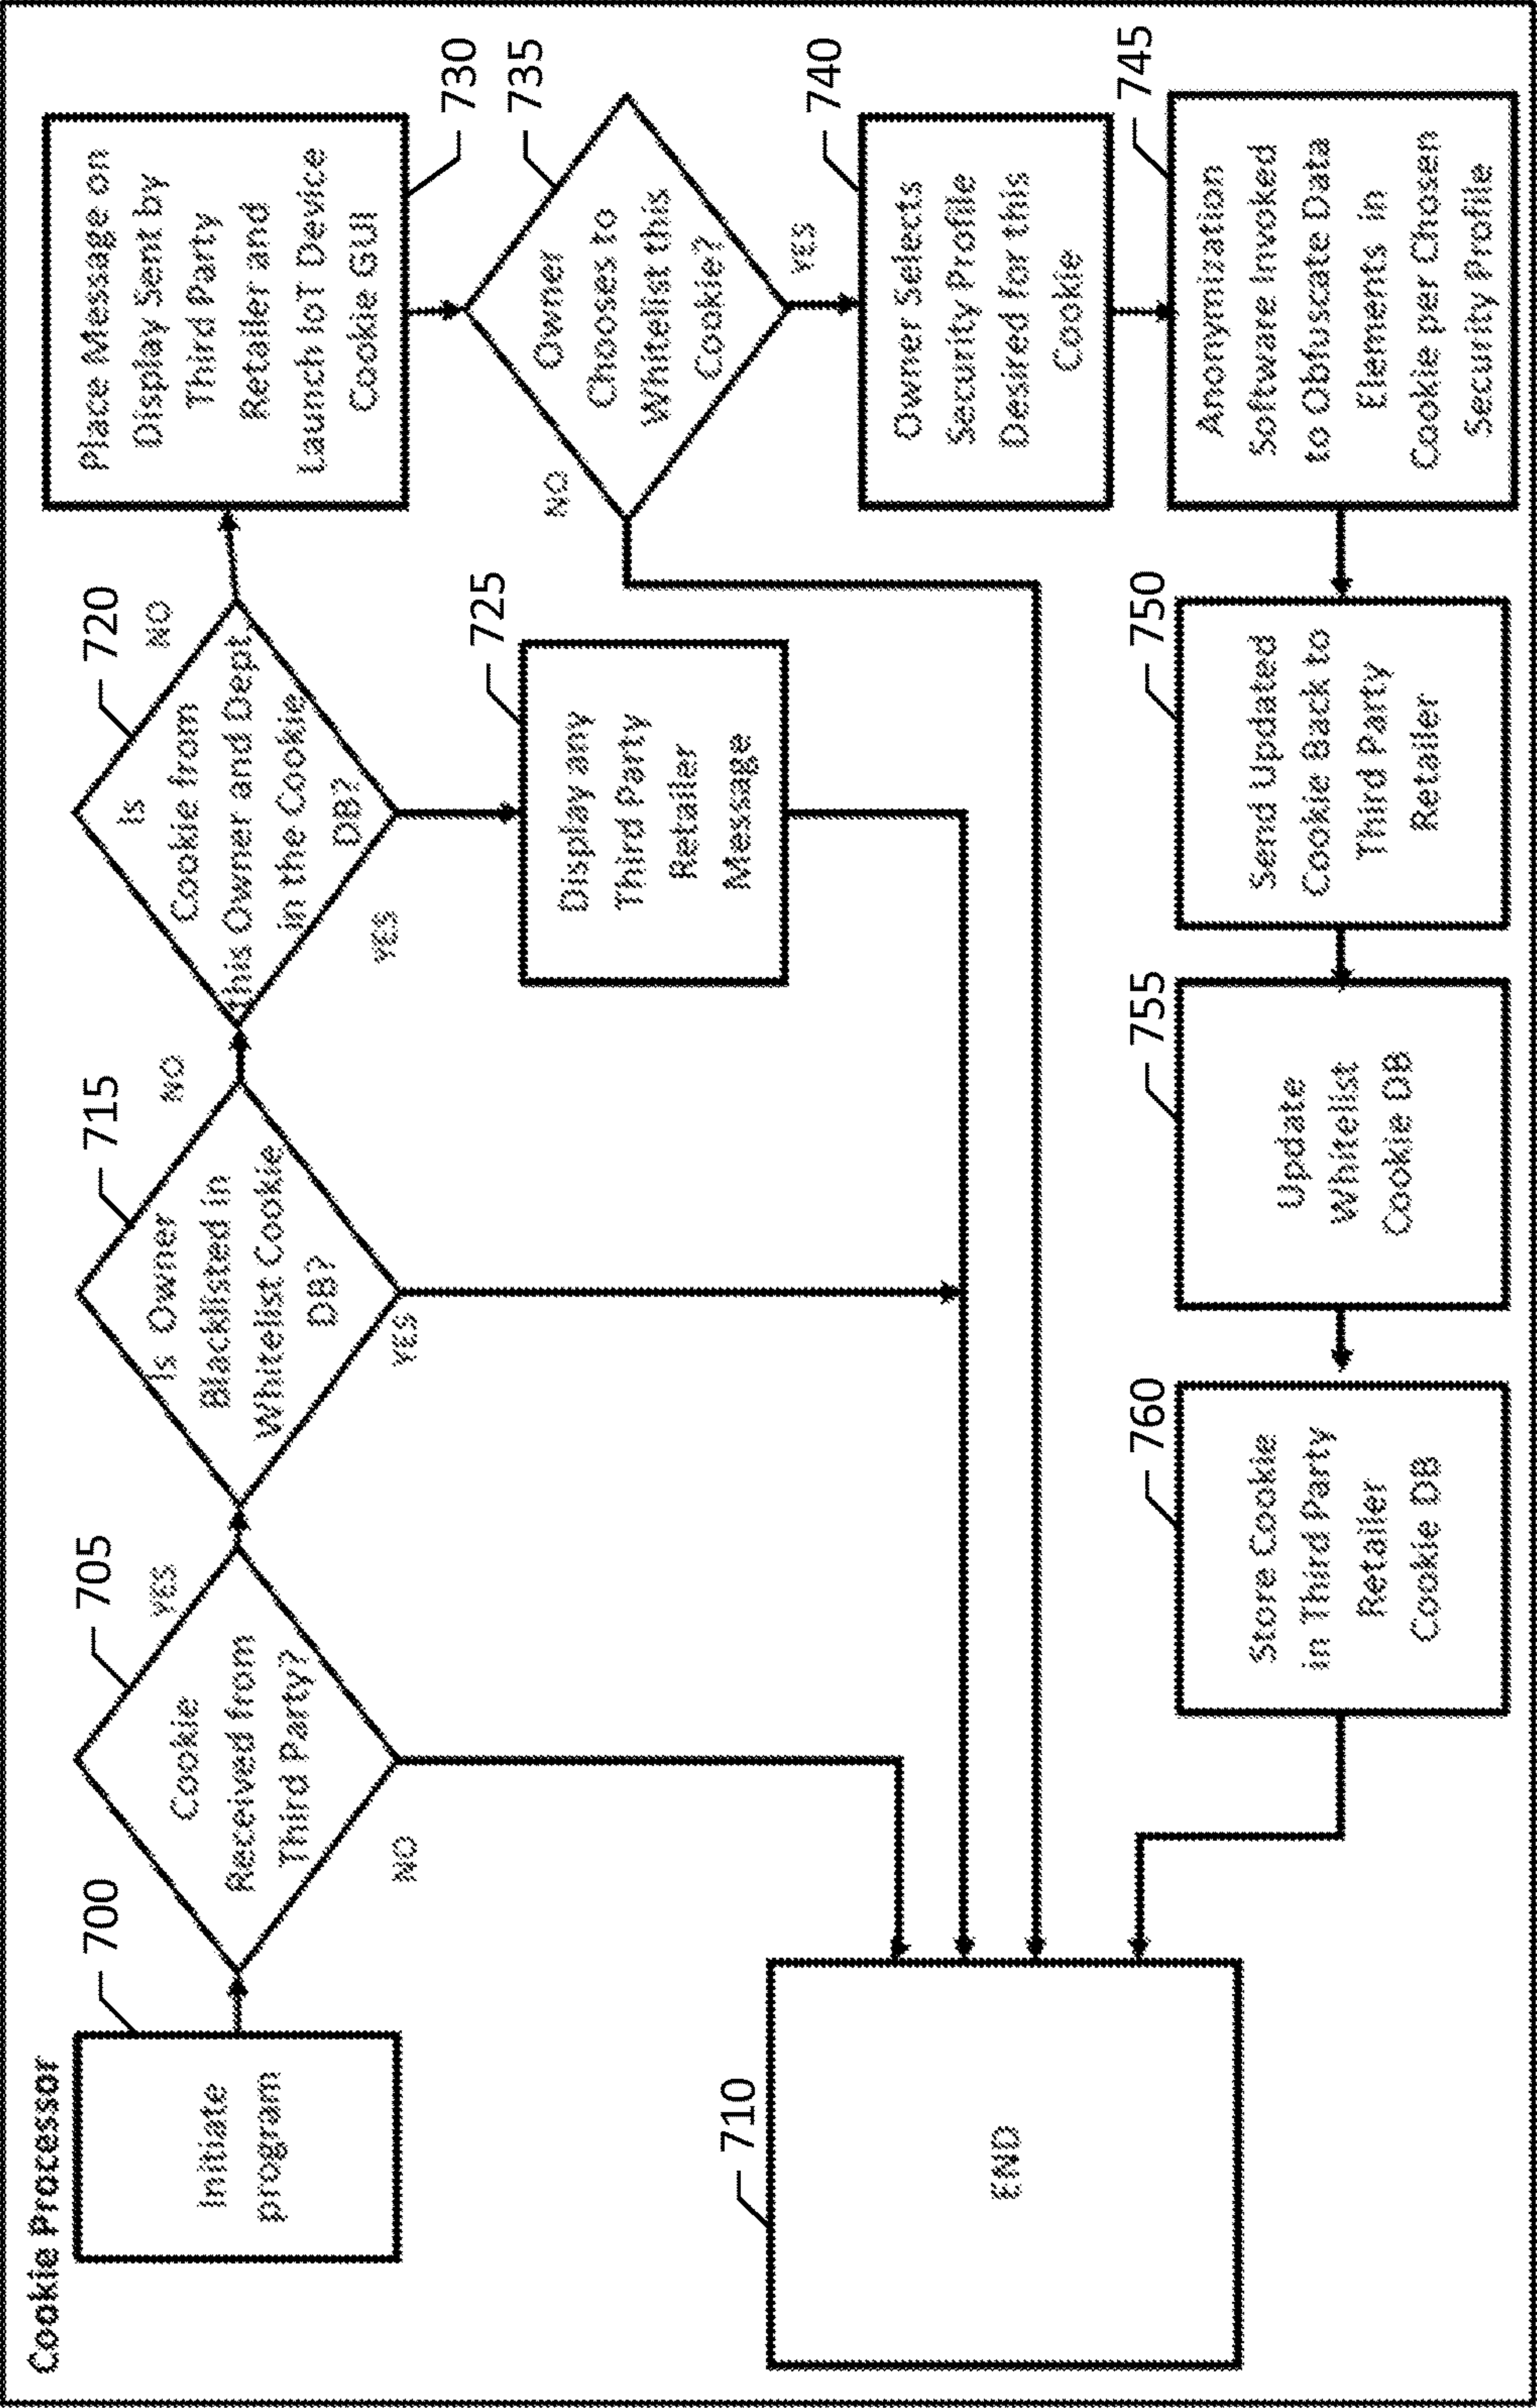 Cookie Processor
700
Initiate
program
705
Cookie
Received from
Third Party?
YES
NO
715
Is Owner
Blacklisted in
Whitelist Cookie
DB?
NO
YES
720
Is
Cookie from
this Owner and Dept.
in the Cookie
DB?
NO
YES
725
Display any
Third Party
Retailer
Message
730
Place Message on
Display Sent by
Third Party
Retailer and
Launch IoT Device
Cookie GUI
735
Owner
Chooses to
Whitelist this
Cookie?
NO
YES
740
Owner Selects
Security Profile
Desired for this
Cookie
745
Anonymization
Software Invoked
to Obfuscate Data
Elements in
Cookie per Chosen
Security Profile
750
Send Updated
Cookie Back to
Third Party
Retailer
755
Update
Whitelist
Cookie DB
760
Store Cookie
in Third Party
Retailer
Cookie DB
710
END